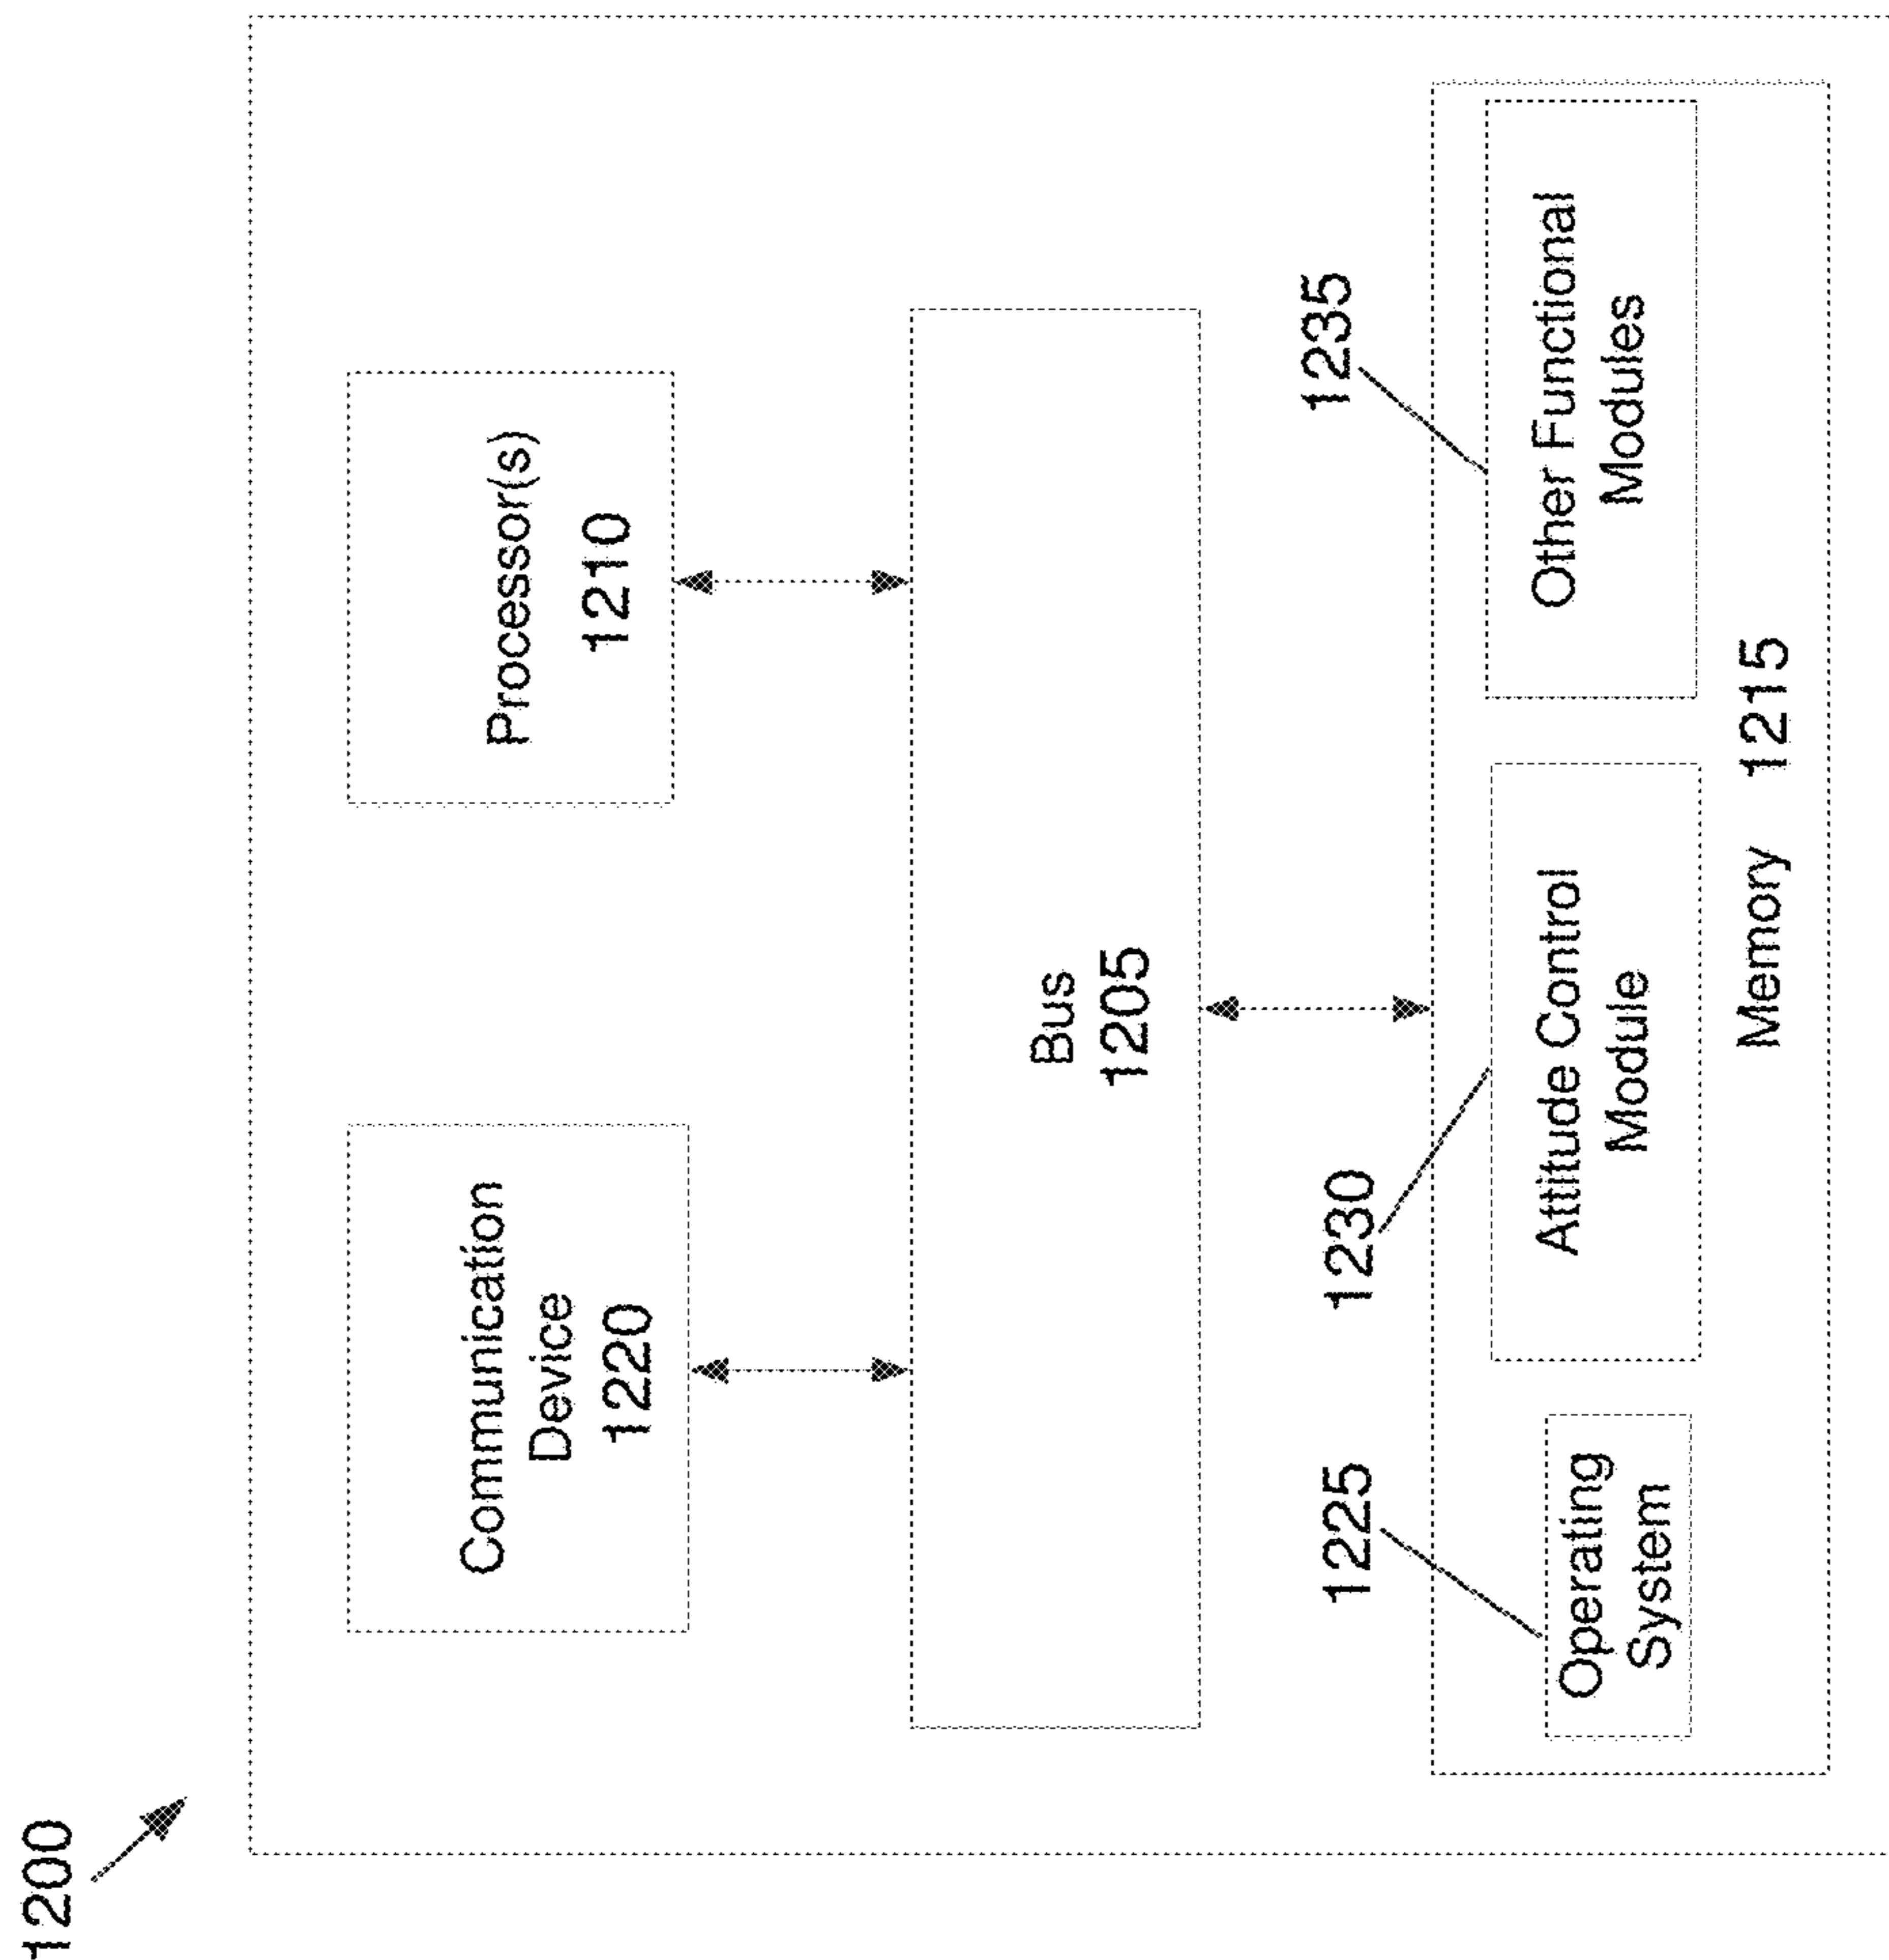 1200
Communication
Device
1220
Processor(s)
1210
Bus
1205
1225
1230
1235
Operating
System
Attitude Control
Module
Other Functional
Modules
Memory 1215